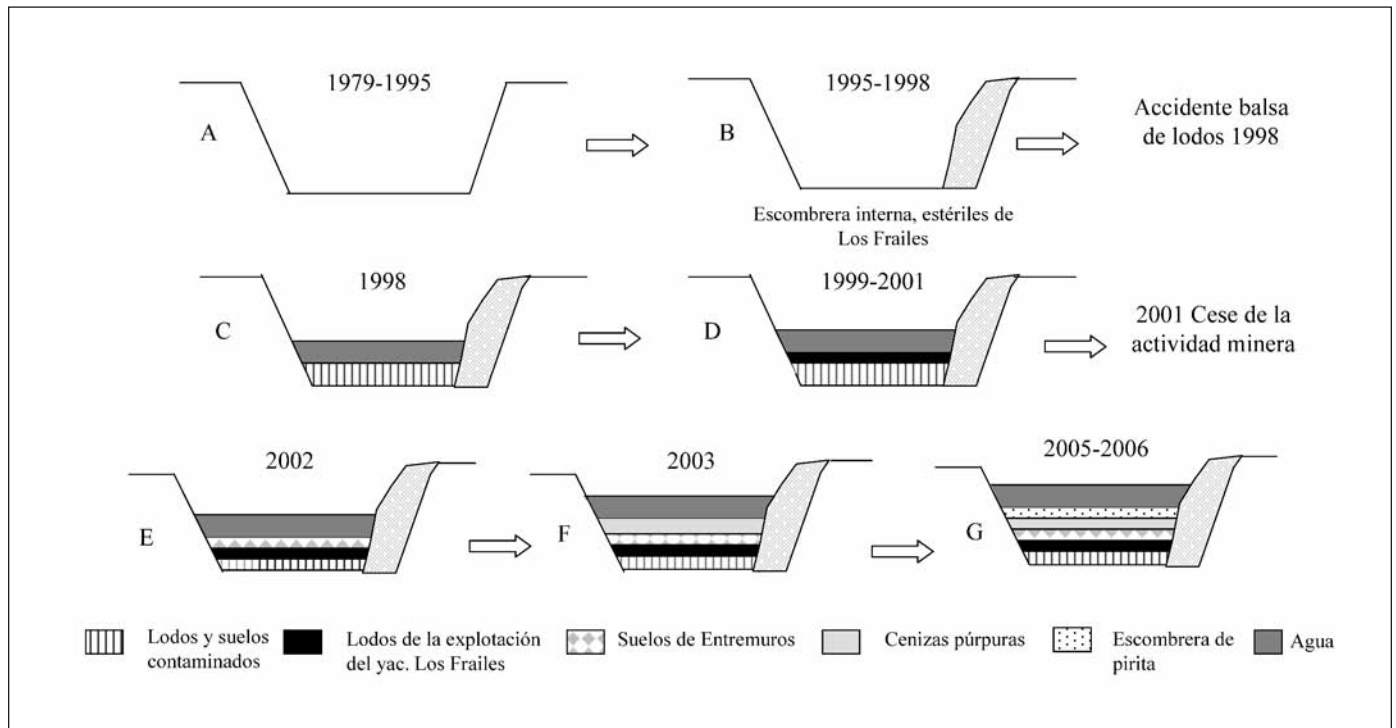 1979-1995
A
1995-1998
B
Accidente balsa
de lodos 1998
Escombrera interna, estériles de
Los Frailes
1998
C
1999-2001
D
2001 Cese de la
actividad minera
2002
E
2003
F
2005-2006
G
Lodos y suelos
contaminados
Lodos de la explotación
del yac. Los Frailes
Suelos de Entremuros
Cenizas púrpuras
Escombrera de
pirita
Agua